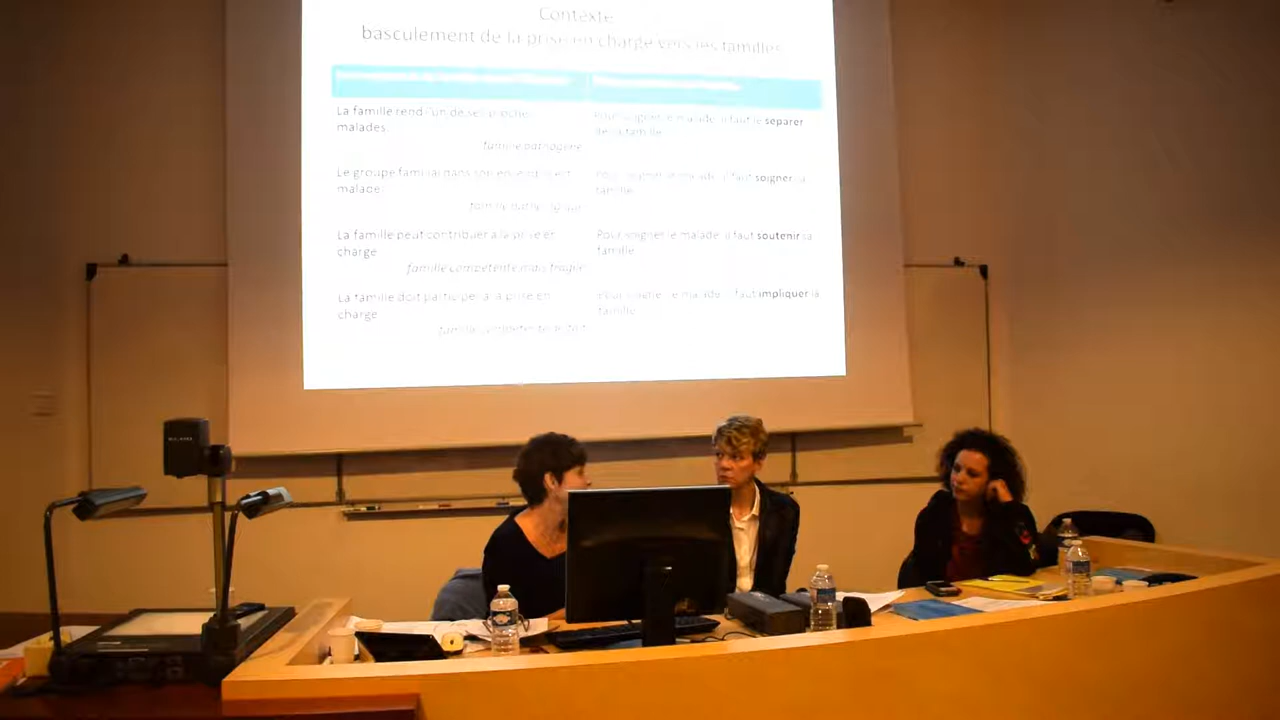 Contexte
basculement de la prise en charge vers les familles
La famille rend l'un de ses proches
malades
famille pathogène
Pour soigner le malade il faut le séparer
de sa famille
Le groupe familial dans son ensemble est
malade
Pour soigner le malade il faut soigner sa
famille
La famille peut contribuer à la prise en
charge
famille compétente mais fragile
Pour soigner le malade il faut soutenir sa
famille
La famille doit participer à la prise en
charge
Pour soigner le malade il faut impliquer la
famille